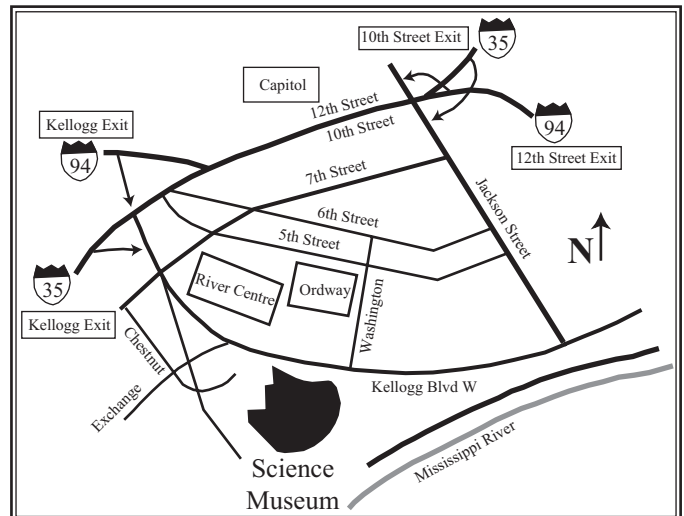 10th Street Exit
35
Capitol
12th Street
10th Street
Kellogg Exit
94
94
12th Street Exit
7th Street
Jackson Street
6th Street
5th Street
N
River Centre
Ordway
Washington
35
Kellogg Exit
Chestnut
Exchange
Kellogg Blvd W
Mississippi River
Science
Museum